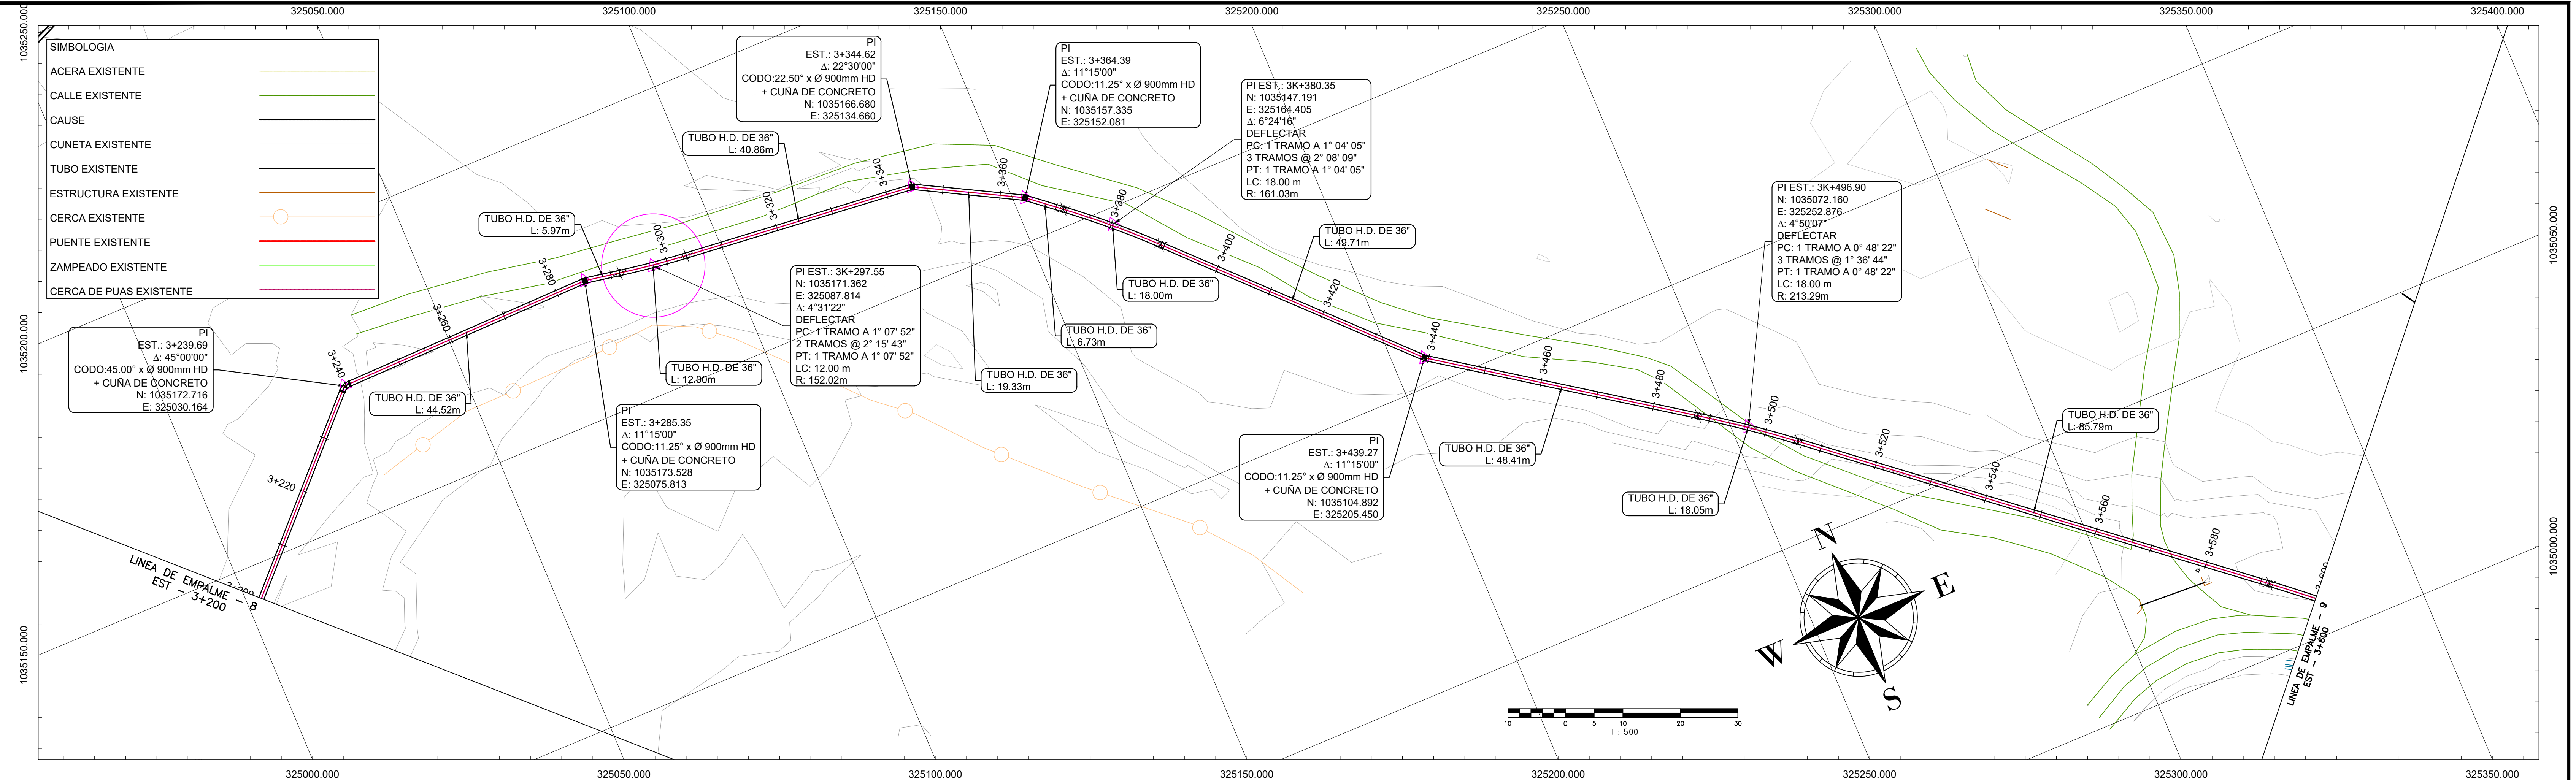 325050.000
325100.000
325150.000
325200.000
325250.000
325300.000
325350.000
325400.000
1035250.000
1035200.000
1035150.000
SIMBOLOGIA
ACERA EXISTENTE
CALLE EXISTENTE
CAUSE
CUNETA EXISTENTE
TUBO EXISTENTE
ESTRUCTURA EXISTENTE
CERCA EXISTENTE
PUENTE EXISTENTE
ZAMPEADO EXISTENTE
CERCA DE PUAS EXISTENTE
PI
EST.: 3+239.69
Δ: 45°00'00"
CODO:45.00° x Ø 900mm HD
+ CUÑA DE CONCRETO
N: 1035172.716
E: 325030.164
TUBO H.D. DE 36"
L: 44.52m
PI
EST.: 3+285.35
Δ: 11°15'00"
CODO:11.25° x Ø 900mm HD
+ CUÑA DE CONCRETO
N: 1035173.528
E: 325075.813
TUBO H.D. DE 36"
L: 5.97m
TUBO H.D. DE 36"
L: 12.00m
PI EST.: 3K+297.55
N: 1035171.362
E: 325087.814
Δ: 4°31'22"
DEFLECTAR
PC: 1 TRAMO A 1° 07' 52"
2 TRAMOS @ 2° 15' 43"
PT: 1 TRAMO A 1° 07' 52"
LC: 12.00 m
R: 152.02m
TUBO H.D. DE 36"
L: 40.86m
PI
EST.: 3+344.62
Δ: 22°30'00"
CODO:22.50° x Ø 900mm HD
+ CUÑA DE CONCRETO
N: 1035166.680
E: 325134.660
TUBO H.D. DE 36"
L: 19.33m
PI
EST.: 3+364.39
Δ: 11°15'00"
CODO:11.25° x Ø 900mm HD
+ CUÑA DE CONCRETO
N: 1035157.335
E: 325152.081
TUBO H.D. DE 36"
L: 6.73m
TUBO H.D. DE 36"
L: 18.00m
PI EST.: 3K+380.35
N: 1035147.191
E: 325164.405
Δ: 6°24'16"
DEFLECTAR
PC: 1 TRAMO A 1° 04' 05"
3 TRAMOS @ 2° 08' 09"
PT: 1 TRAMO A 1° 04' 05"
LC: 18.00 m
R: 161.03m
TUBO H.D. DE 36"
L: 49.71m
PI
EST.: 3+439.27
Δ: 11°15'00"
CODO:11.25° x Ø 900mm HD
+ CUÑA DE CONCRETO
N: 1035104.892
E: 325205.450
TUBO H.D. DE 36"
L: 48.41m
TUBO H.D. DE 36"
L: 18.05m
PI EST.: 3K+496.90
N: 1035072.160
E: 325252.876
Δ: 4°50'07"
DEFLECTAR
PC: 1 TRAMO A 0° 48' 22"
3 TRAMOS @ 1° 36' 44"
PT: 1 TRAMO A 0° 48' 22"
LC: 18.00 m
R: 213.29m
TUBO H.D. DE 36"
L: 85.79m
3+200
3+220
3+240
3+260
3+280
3+300
3+320
3+340
3+360
3+380
3+400
3+420
3+440
3+460
3+480
3+500
3+520
3+540
3+560
3+580
3+600
LINEA DE EMPALME - 8
EST - 3+200
LINEA DE EMPALME - 9
EST - 3+600
N
E
W
S
10 0 5 10 20 30
1 : 500
1035050.000
1035000.000
325000.000
325050.000
325100.000
325150.000
325200.000
325250.000
325300.000
325350.000